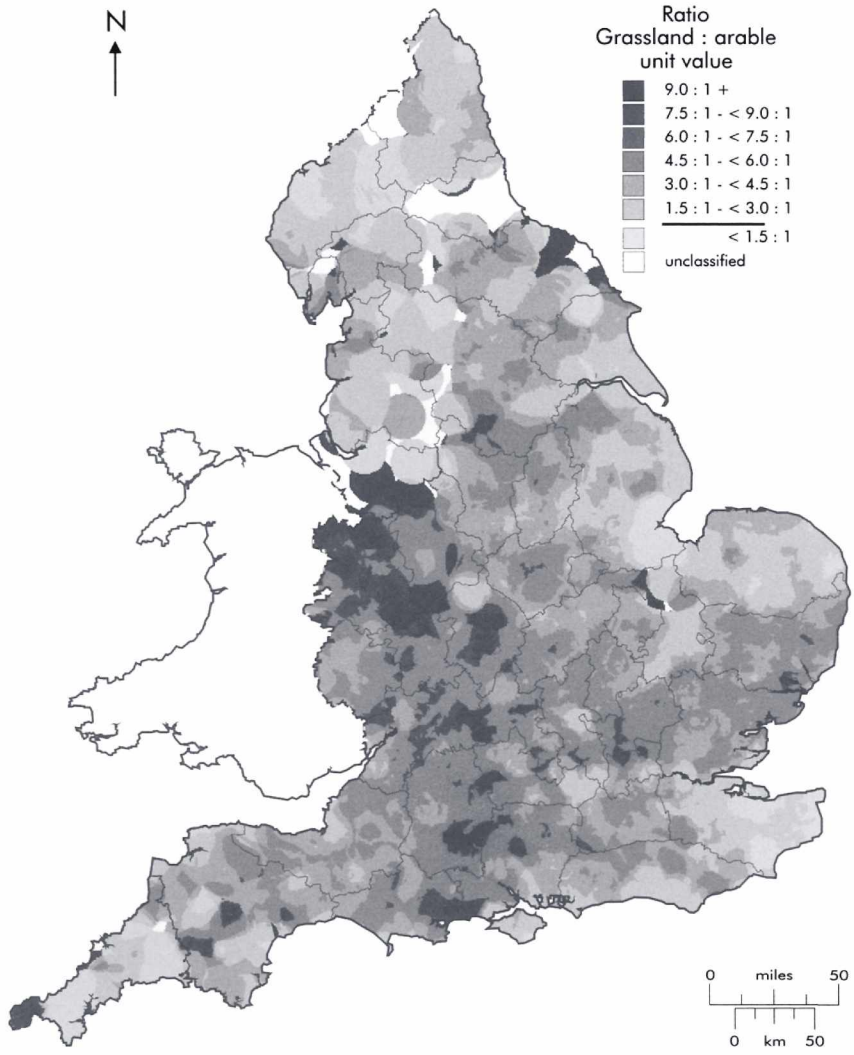 N
Ratio
Grassland : arable
unit value
9.0 : 1 +
7.5 : 1 - < 9.0 : 1
6.0 : 1 - < 7.5 : 1
4.5 : 1 - < 6.0 : 1
3.0 : 1 - < 4.5 : 1
1.5 : 1 - < 3.0 : 1
< 1.5 : 1
unclassified
0 miles 50
0 km 50